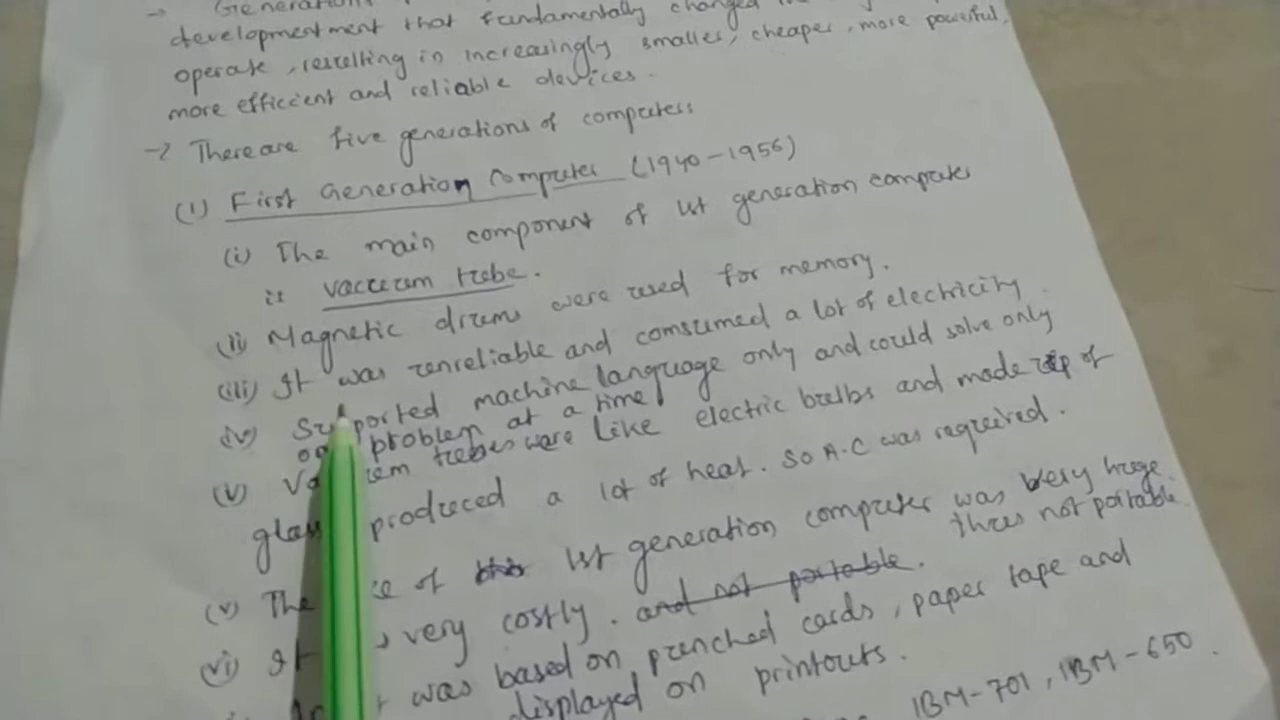 → Generation
development that fundamentally changed
operate, resulting in increasingly smaller, cheaper, more powerful,
more efficient and reliable devices.
→ There are five generations of computers
(1) First Generation Computer (1940-1956)
(i) The main component of 1st generation computer
is vacuum tube.
(ii) Magnetic drums were used for memory.
(iii) It was unreliable and comsumed a lot of electricity
(iv) Supported machine language only and could solve only
problem at a time
(v) tubes were like electric bulbs and made up of
produced a lot of heat. So A.C was required.
(v) The of 1st generation computer was very huge
thus not portable
(vi) It very costly. and not portable.
was based on punched cards, paper tape and
displayed on printouts.
IBM-701, IBM-650.